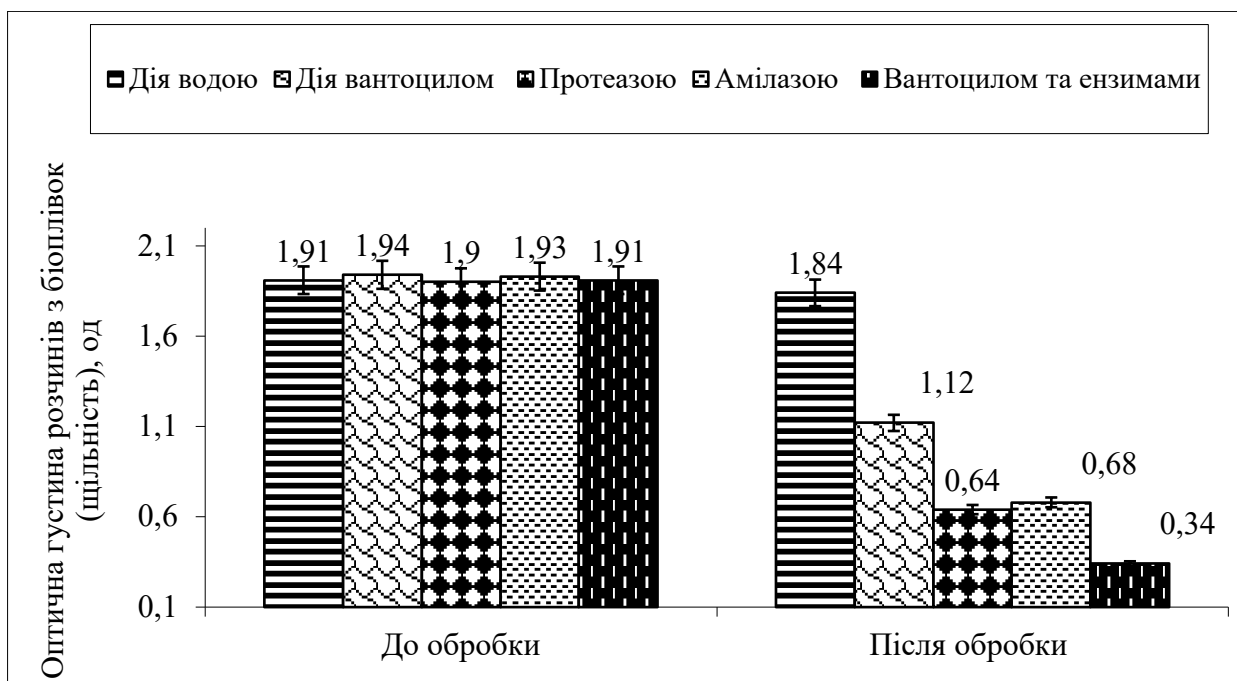 Дія водою Дія вантоцилом Протеазою Амілазою Вантоцилом та ензимами
Оптична густина розчинів з біоплівок
(щільність), од
2,1
1,6
1,1
0,6
0,1
1,91 1,94 1,9 1,93 1,91
1,84
1,12
0,64
0,68
0,34
До обробки Після обробки